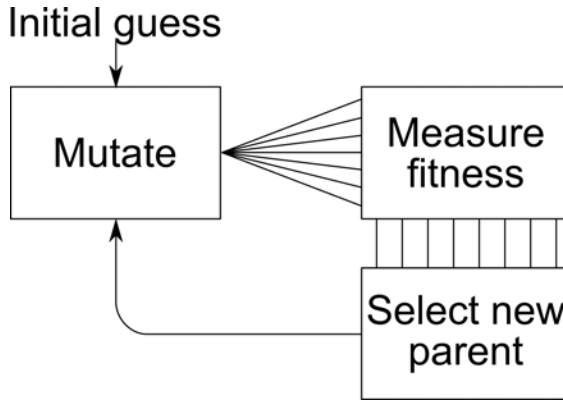 Initial guess
Mutate
Measure
fitness
Select new
parent